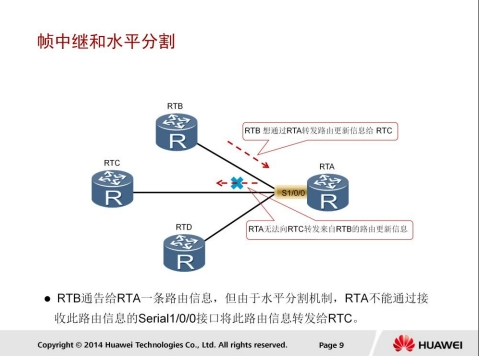 帧中继和水平分割
RTB
RTB 想通过RTA转发路由更新信息给 RTC
RTC
RTA
R
R
S1/0/0
R
RTD
RTA无法向RTC转发来自RTB的路由更新信息
R
● RTB通告给RTA一条路由信息，但由于水平分割机制，RTA不能通过接
收此路由信息的Serial1/0/0接口将此路由信息转发给RTC。
Copyright © 2014 Huawei Technologies Co., Ltd. All rights reserved.
Page 9
HUAWEI